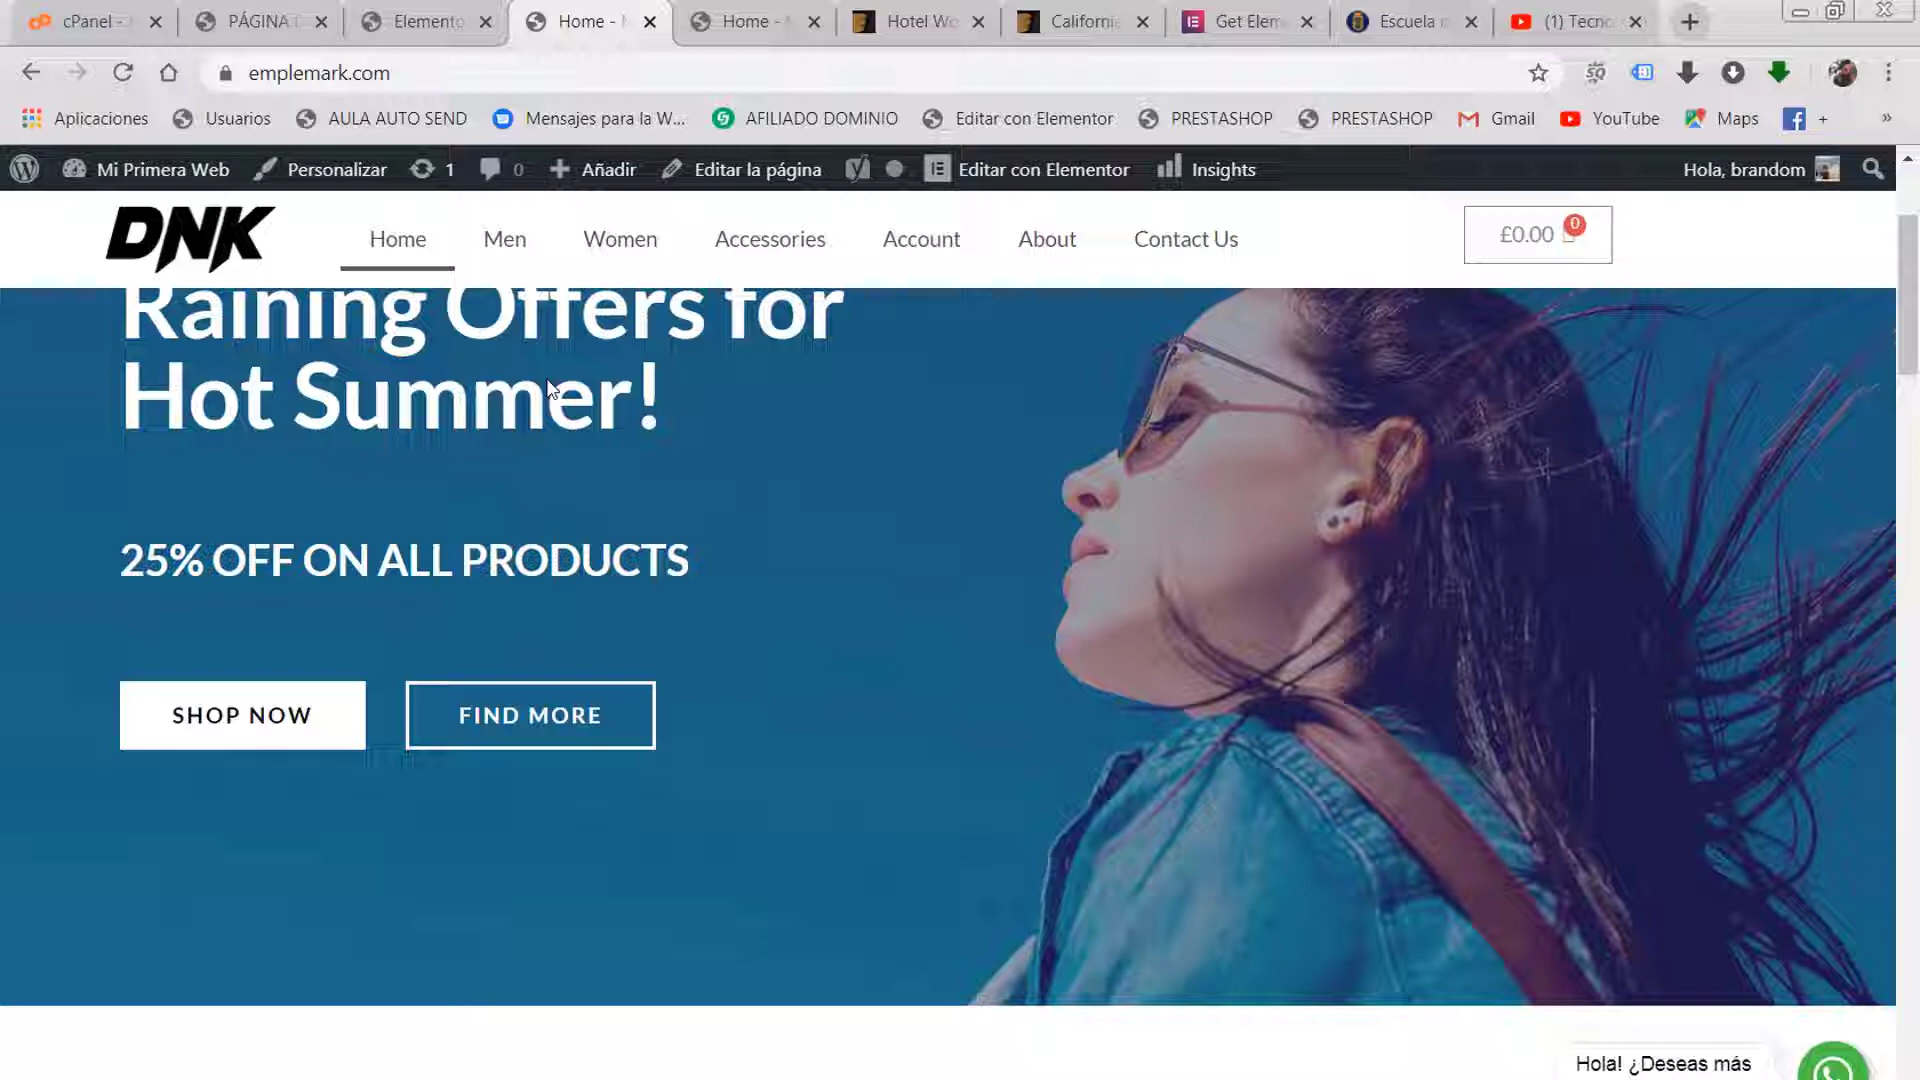 cPanel -
PÁGINA
Elemento
Home -
Home -
Hotel Wo
Californi
Get Elem
Escuela
(1) Tecn
emplemark.com
Aplicaciones
Usuarios
AULA AUTO SEND
Mensajes para la W...
AFILIADO DOMINIO
Editar con Elementor
PRESTASHOP
PRESTASHOP
Gmail
YouTube
Maps
+
»
Mi Primera Web
Personalizar
1
0
Añadir
Editar la página
Editar con Elementor
Insights
Hola, brandom
DNK
Home
Men
Women
Accessories
Account
About
Contact Us
£0.00
0
Raining Offers for
Hot Summer!
25% OFF ON ALL PRODUCTS
SHOP NOW
FIND MORE
Hola! ¿Deseas más